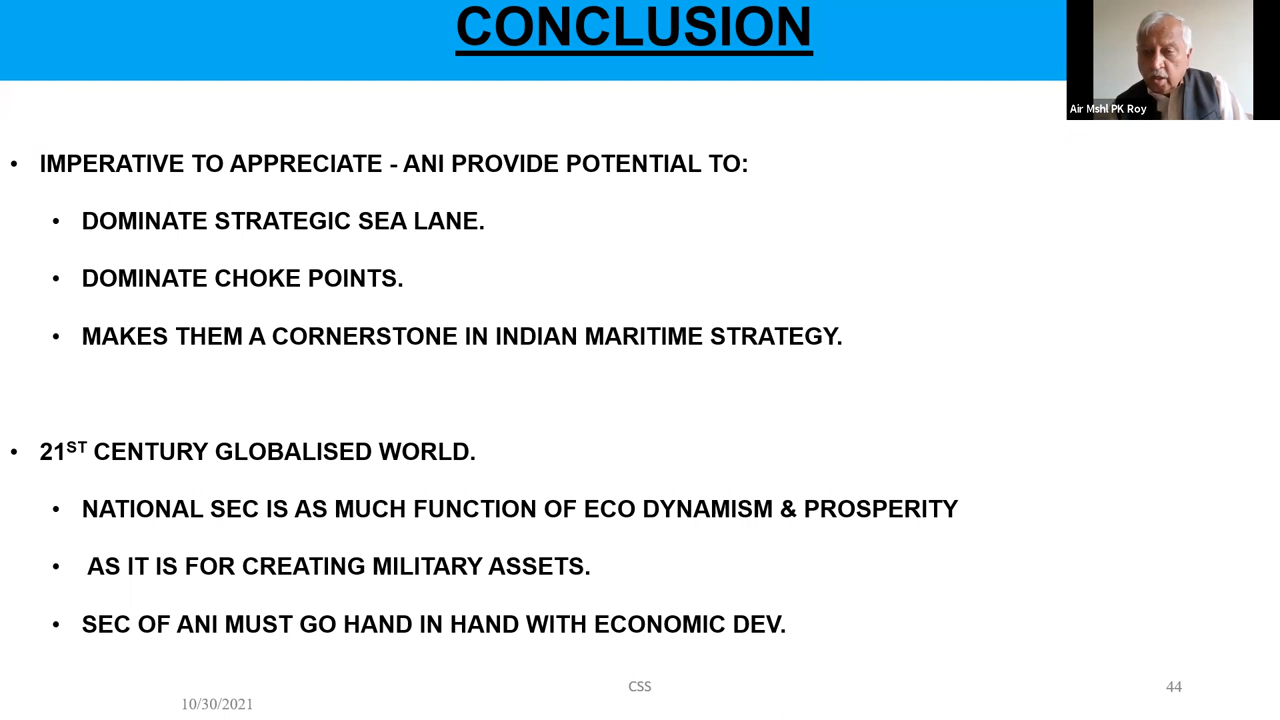 CONCLUSION
Air Mshl PK Roy
• IMPERATIVE TO APPRECIATE - ANI PROVIDE POTENTIAL TO:
• DOMINATE STRATEGIC SEA LANE.
• DOMINATE CHOKE POINTS.
• MAKES THEM A CORNERSTONE IN INDIAN MARITIME STRATEGY.
• 21ST CENTURY GLOBALISED WORLD.
• NATIONAL SEC IS AS MUCH FUNCTION OF ECO DYNAMISM & PROSPERITY
• AS IT IS FOR CREATING MILITARY ASSETS.
• SEC OF ANI MUST GO HAND IN HAND WITH ECONOMIC DEV.
10/30/2021
CSS
44